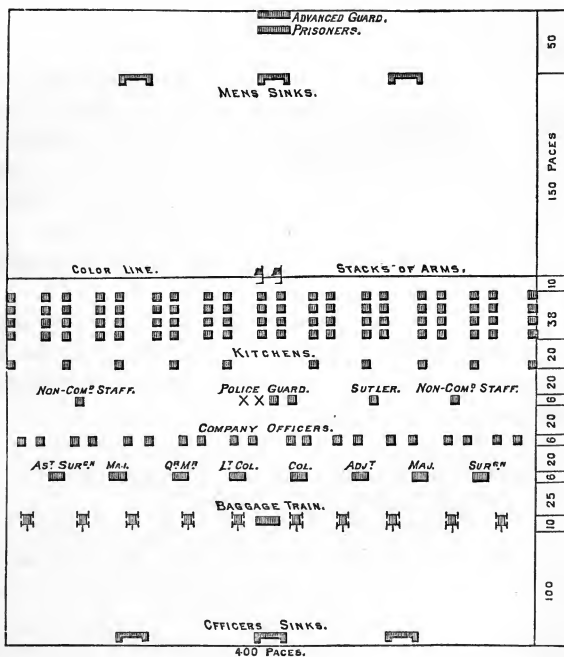 ADVANCED GUARD.
PRISONERS.
50
MENS SINKS.
150 PACES
COLOR LINE. STACKS OF ARMS,
10
38
KITCHENS.
20
NON-COMD STAFF. POLICE GUARD. SUTLER. NON-COMD STAFF.
20
X X
6
20
COMPANY OFFICERS.
6
AST SURGN MAJ. QRMR LT COL. COL. ADJT MAJ. SURGN
20
6
25
BAGGAGE TRAIN.
10
100
OFFICERS SINKS.
400 PACES.